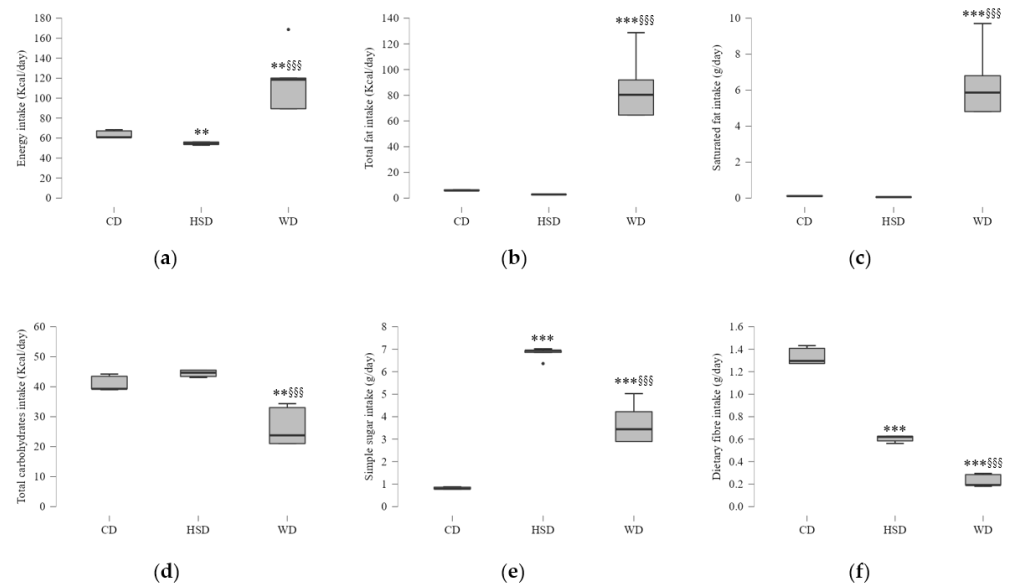 Energy intake (Kcal/day)
180
160
140
120
100
80
60
40
20
0
**
**§§§
CD
HSD
WD
(a)
Total fat intake (Kcal/day)
140
120
100
80
60
40
20
0
***§§§
CD
HSD
WD
(b)
Saturated fat intake (g/day)
10
8
6
4
2
0
***§§§
CD
HSD
WD
(c)
Total carbohydrates intake (Kcal/day)
60
50
40
30
20
10
0
**§§§
CD
HSD
WD
(d)
Simple sugar intake (g/day)
8
7
6
5
4
3
2
1
0
***
***§§§
CD
HSD
WD
(e)
Dietary fibre intake (g/day)
1.6
1.4
1.2
1.0
0.8
0.6
0.4
0.2
0.0
***
***§§§
CD
HSD
WD
(f)